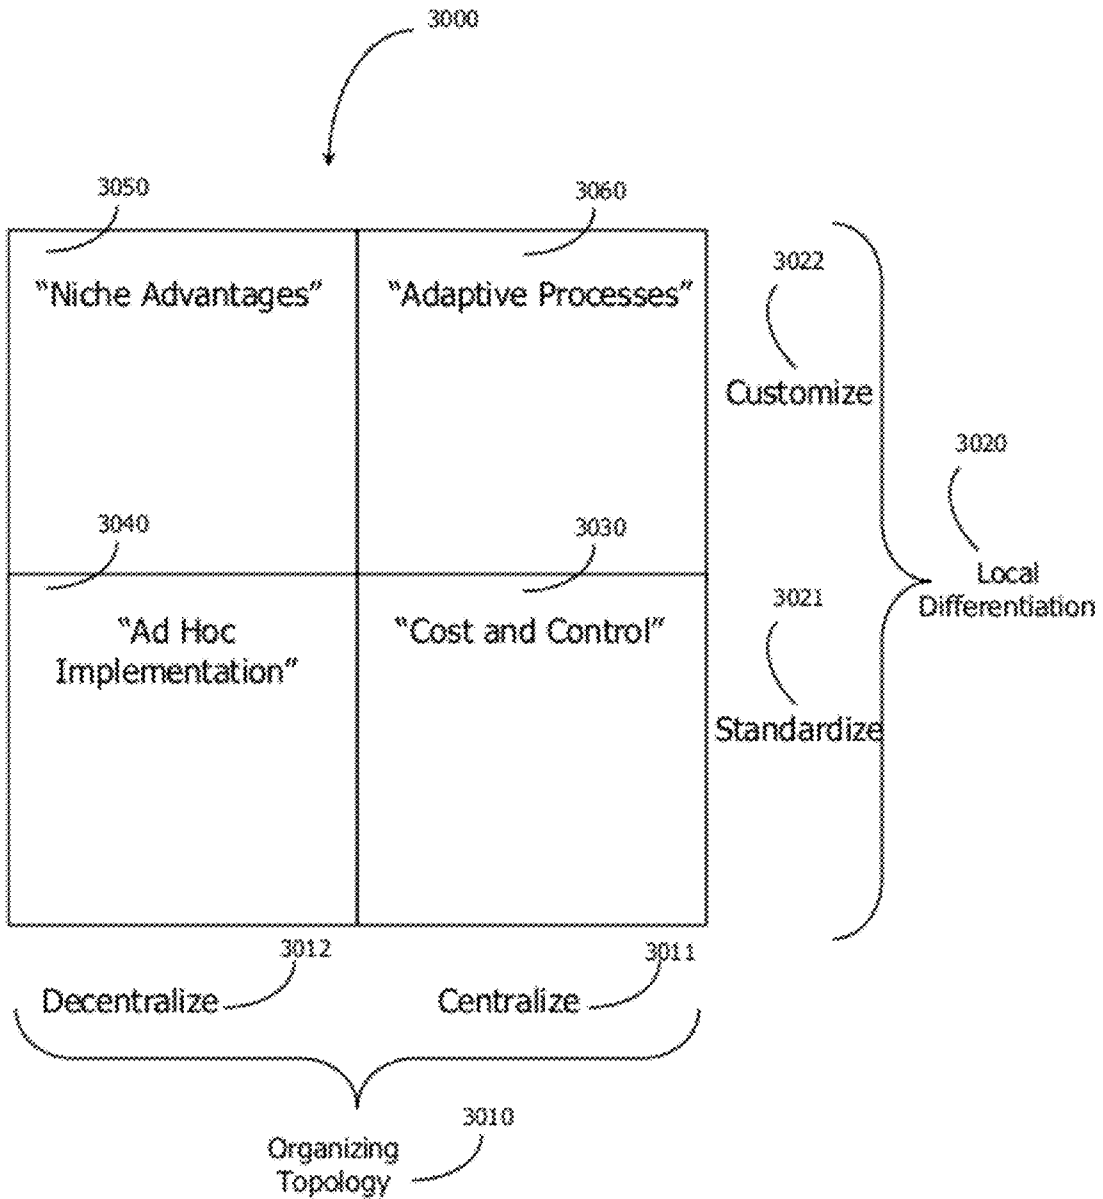 3000
3050
3060
“Niche Advantages”
“Adaptive Processes”
3022
Customize
3020
Local
Differentiation
3040
3030
“Ad Hoc
Implementation”
“Cost and Control”
3021
Standardize
3012
3011
Decentralize
Centralize
3010
Organizing
Topology